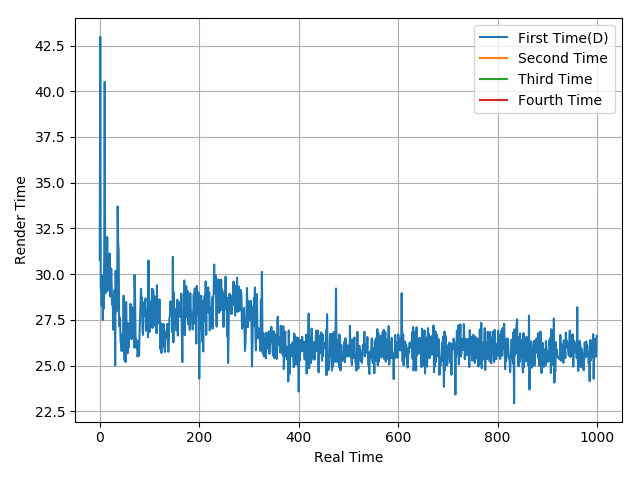 First Time(D)
Second Time
Third Time
Fourth Time
Render Time
42.5
40.0
37.5
35.0
32.5
30.0
27.5
25.0
22.5
0
200
400
600
800
1000
Real Time